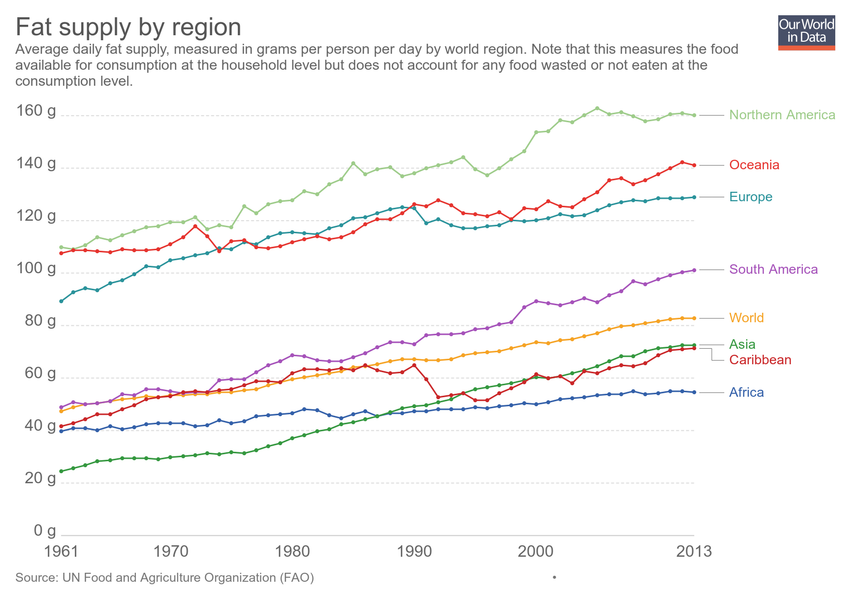 Fat supply by region
Our World
in Data
Average daily fat supply, measured in grams per person per day by world region. Note that this measures the food
available for consumption at the household level but does not account for any food wasted or not eaten at the
consumption level.
160 g
Northern America
140 g
Oceania
Europe
120 g
100 g
South America
80 g
World
Asia
Caribbean
60 g
Africa
40 g
20 g
0 g
1961 1970 1980 1990 2000 2013
Source: UN Food and Agriculture Organization (FAO)